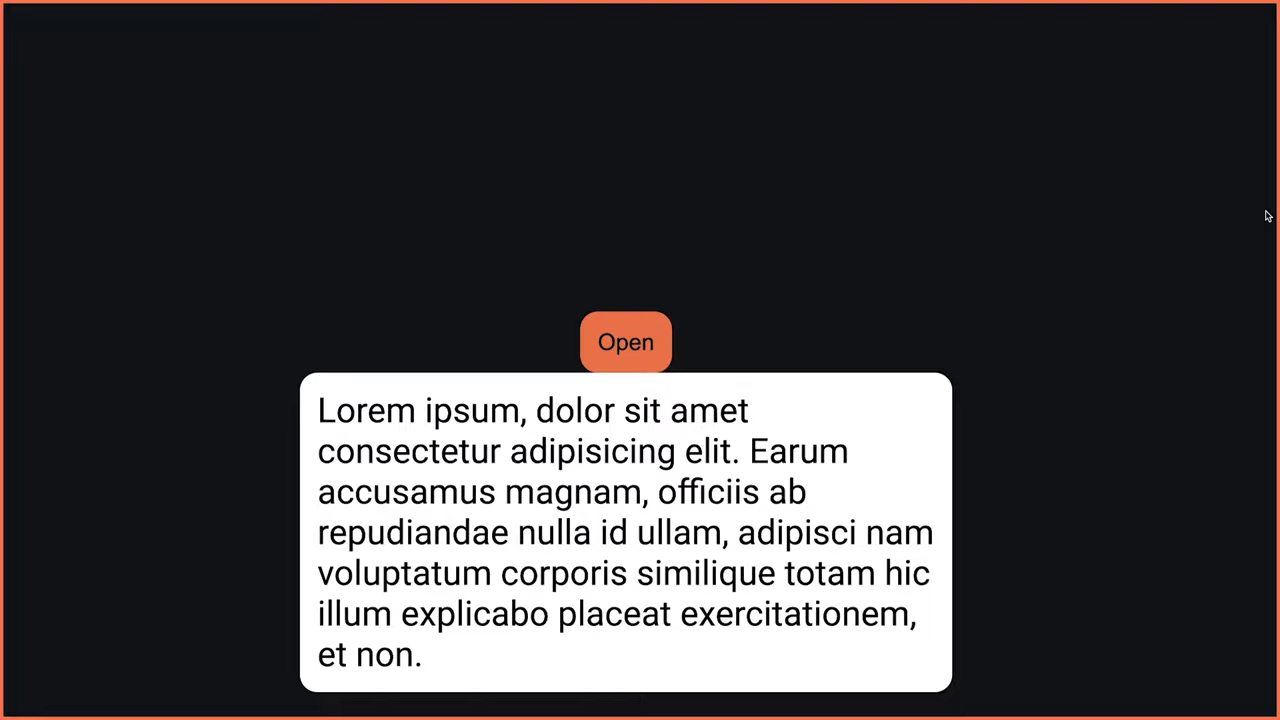 Open
Lorem ipsum, dolor sit amet
consectetur adipisicing elit. Earum
accusamus magnam, officiis ab
repudiandae nulla id ullam, adipisci nam
voluptatum corporis similique totam hic
illum explicabo placeat exercitationem,
et non.